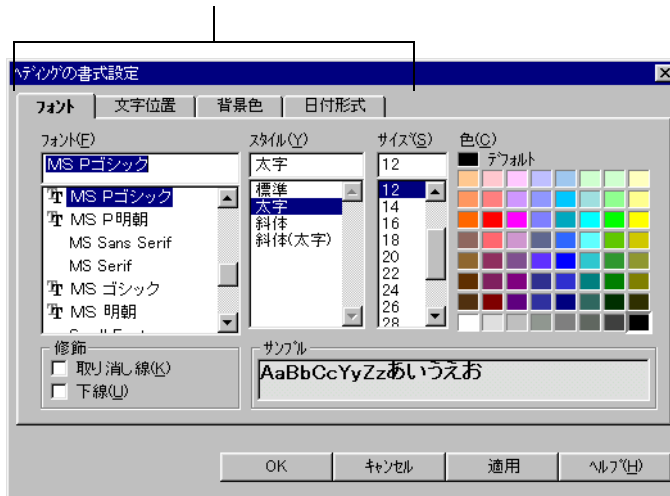 ﾍﾃﾞｨﾝｸﾞの書式設定
フォント 文字位置 背景色 日付形式
ﾌｫﾝﾄ(F) ｽﾀｲﾙ(Y) ｻｲｽﾞ(S) 色(C)
MS Pゴシック 太字 12 ﾃﾞﾌｫﾙﾄ
MS Pゴシック 標準 12
MS P明朝 太字 14
MS Sans Serif 斜体 16
MS Serif 斜体(太字) 18
MS ゴシック 20
MS 明朝 22
24
26
28
修飾 ｻﾝﾌﾟﾙ
取り消し線(K) AaBbCcYyZzあいうえお
下線(U)
OK ｷｬﾝｾﾙ 適用 ﾍﾙﾌﾟ(H)